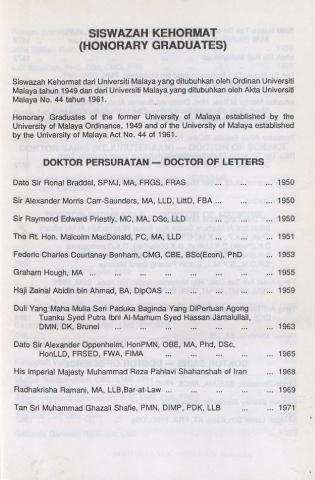 SISWAZAH KEHORMAT
(HONORARY GRADUATES)
Siswazah Kehormat dari Universiti Malaya yang ditubuhkan oleh Ordinan Universiti
Malaya tahun 1949 dan dari Universiti Malaya yang ditubuhkan oleh Akta Universiti
Malaya No. 44 tahun 1961.
Honorary Graduates of the former University of Malaya established by the
University of Malaya Ordinance, 1949 and of the University of Malaya established
by the University of Malaya Act No. 44 of 1961.
DOKTOR PERSURATAN — DOCTOR OF LETTERS
Dato Sir Ronal Braddel, SPMJ, MA, FRGS, FRAS ... ... ... 1950
Sir Alexander Morris Carr-Saunders, MA, LLD, LittD, FBA ... ... ... 1950
Sir Raymond Edward Priestly, MC, MA, DSc, LLD ... ... ... 1950
The Rt. Hon. Malcolm MacDonald, PC, MA, LLD ... ... ... 1951
Federic Charles Courtanay Benham, CMG, CBE, BSc(Econ), PhD ... 1953
Graham Hough, MA ... ... ... ... ... ... ... 1955
Haji Zainal Abidin bin Ahmad, BA, DipOAS ... ... ... ... 1959
Duli Yang Maha Mulia Seri Paduka Baginda Yang DiPertuan Agong
Tuanku Syed Putra Ibni Al-Marhum Syed Hassan Jamalullail,
DMN, DK, Brunei ... ... ... ... ... ... 1963
Dato Sir Alexander Oppenheim, HonPMN, OBE, MA, Phd, DSc,
HonLLD, FRSED, FWA, FIMA ... ... ... ... 1965
His Imperial Majesty Muhammed Reza Pahlavi Shahanshah of Iran ... 1968
Radhakrisha Ramani, MA, LLB,Bar-at-Law ... ... ... ... 1969
Tan Sri Muhammad Ghazali Shafie, PMN, DIMP, PDK, LLB ... ... 1971